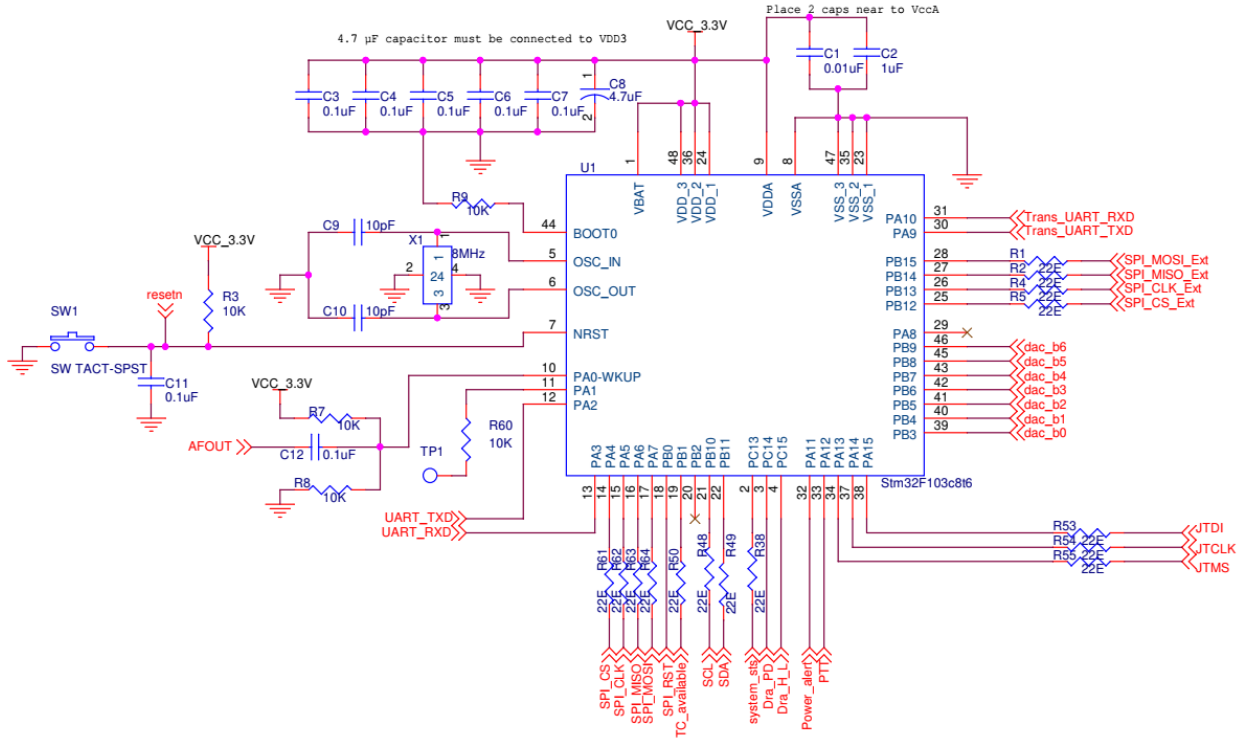 Place 2 caps near to VccA
VCC_3.3V
4.7 µF capacitor must be connected to VDD3
C1
0.01uF
C2
1uF
C3
0.1uF
C4
0.1uF
C5
0.1uF
C6
0.1uF
C7
0.1uF
1
C8
4.7uF
2
U1
1
48
36
24
9
8
47
35
23
VBAT
VDD_3
VDD_2
VDD_1
VDDA
VSSA
VSS_3
VSS_2
VSS_1
R9
10K
44
BOOT0
C9
10pF
X1
8MHz
1
1
2
24
4
3
3
5
OSC_IN
6
OSC_OUT
C10
10pF
VCC_3.3V
resetn
R3
10K
SW1
SW TACT-SPST
C11
0.1uF
7
NRST
VCC_3.3V
10
PA0-WKUP
11
PA1
12
PA2
R7
10K
AFOUT
C12
0.1uF
R8
10K
R60
10K
TP1
UART_TXD
UART_RXD
PA10
31
Trans_UART_RXD
PA9
30
Trans_UART_TXD
PB15
28
R1
22E
SPI_MOSI_Ext
PB14
27
R2
22E
SPI_MISO_Ext
PB13
26
R4
22E
SPI_CLK_Ext
PB12
25
R5
22E
SPI_CS_Ext
PA8
29
PB9
46
dac_b6
PB8
45
dac_b5
PB7
43
dac_b4
PB6
42
dac_b3
PB5
41
dac_b2
PB4
40
dac_b1
PB3
39
dac_b0
Stm32F103c8t6
PA3
PA4
PA5
PA6
PA7
PB0
PB1
PB2
PB10
PB11
PC13
PC14
PC15
PA11
PA12
PA13
PA14
PA15
13
14
15
16
17
18
19
20
21
22
2
3
4
32
33
34
37
38
R61
22E
R62
22E
R63
22E
R64
22E
R50
22E
R48
22E
R49
22E
R38
22E
R53
22E
JTDI
R54
22E
JTCLK
R55
22E
JTMS
SPI_CS
SPI_CLK
SPI_MISO
SPI_MOSI
SPI_RST
TC_available
SCL
SDA
system_sts
Dra_PD
Dra_H_L
Power_alert
PTT